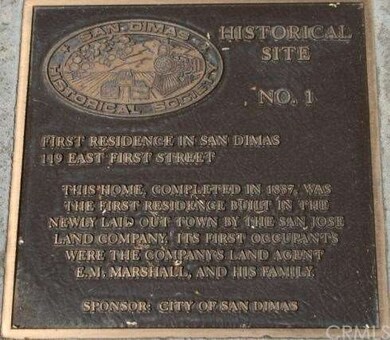 SAN DIMAS
HISTORICAL SOCIETY
HISTORICAL
SITE
NO. 1
FIRST RESIDENCE IN SAN DIMAS
119 EAST FIRST STREET
THIS HOME, COMPLETED IN 1887, WAS
THE FIRST RESIDENCE BUILT IN THE
NEWLY LAID OUT TOWN BY THE SAN JOSE
LAND COMPANY. ITS FIRST OCCUPANTS
WERE THE COMPANY'S LAND AGENT
E.M. MARSHALL, AND HIS FAMILY.
SPONSOR: CITY OF SAN DIMAS
CRMLS